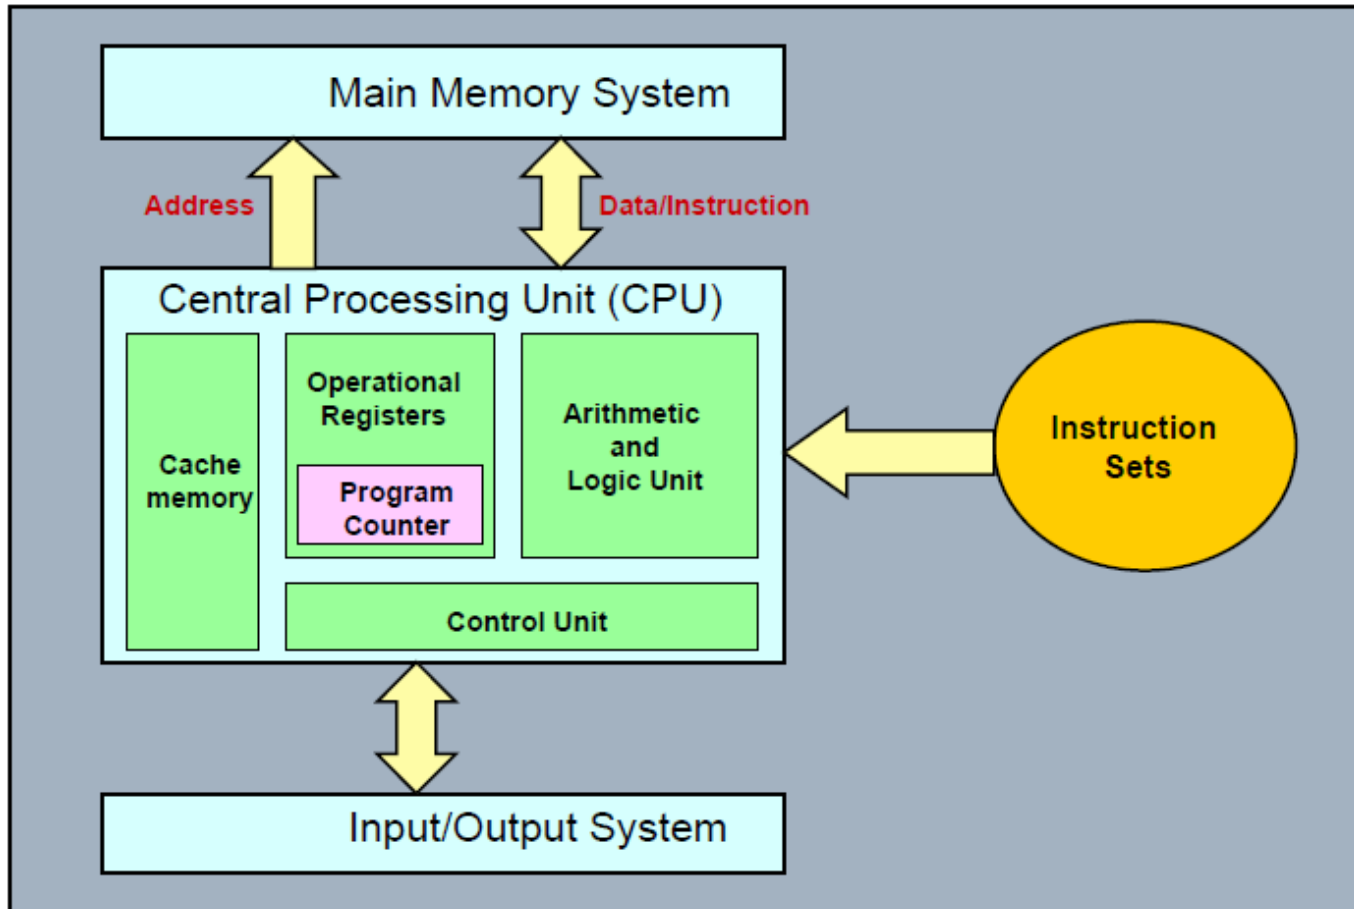 Main Memory System
Address
Data/Instruction
Central Processing Unit (CPU)
Cache
memory
Operational
Registers
Program
Counter
Arithmetic
and
Logic Unit
Control Unit
Instruction
Sets
Input/Output System